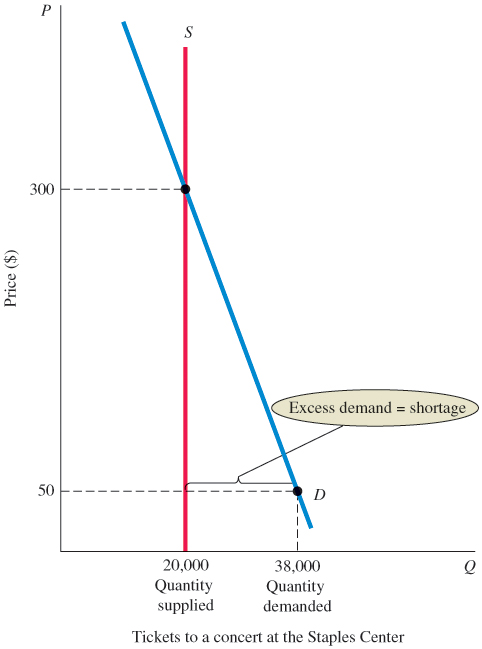 P
S
300
Price ($)
Excess demand = shortage
50
D
20,000
Quantity
supplied
38,000
Quantity
demanded
Q
Tickets to a concert at the Staples Center